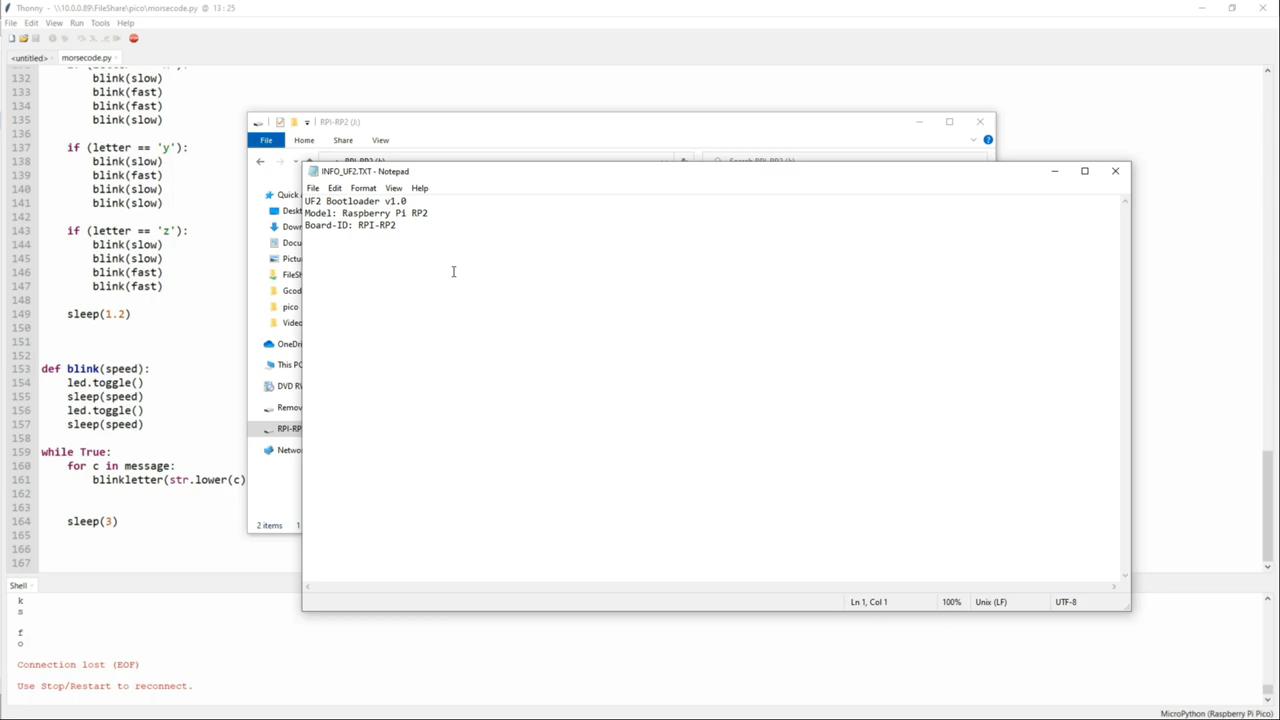 Thonny - \\10.0.0.89\FileShare\pico\morsecode.py @ 13 : 25
File Edit View Run Tools Help
<untitled> morsecode.py
132 blink(slow)
133 blink(fast)
134 blink(fast)
135 blink(slow)
136
137 if (letter == 'y'):
138 blink(slow)
139 blink(fast)
140 blink(slow)
141 blink(slow)
142
143 if (letter == 'z'):
144 blink(slow)
145 blink(slow)
146 blink(fast)
147 blink(fast)
148
149 sleep(1.2)
150
151
152
153 def blink(speed):
154 led.toggle()
155 sleep(speed)
156 led.toggle()
157 sleep(speed)
158
159 while True:
160 for c in message:
161 blinkletter(str.lower(c)
162
163
164 sleep(3)
165
166
167
RPI-RP2 (J:)
File Home Share View
Quick
Deskt
Down
Docu
Pictu
FileSh
Gcod
pico
Video
OneDri
This PC
DVD RV
Remov
RPI-RP
Netwo
2 items 1
INFO_UF2.TXT - Notepad
File Edit Format View Help
UF2 Bootloader v1.0
Model: Raspberry Pi RP2
Board-ID: RPI-RP2
Ln 1, Col 1 100% Unix (LF) UTF-8
Shell
k
s
f
o
Connection lost (EOF)
Use Stop/Restart to reconnect.
MicroPython (Raspberry Pi Pico)